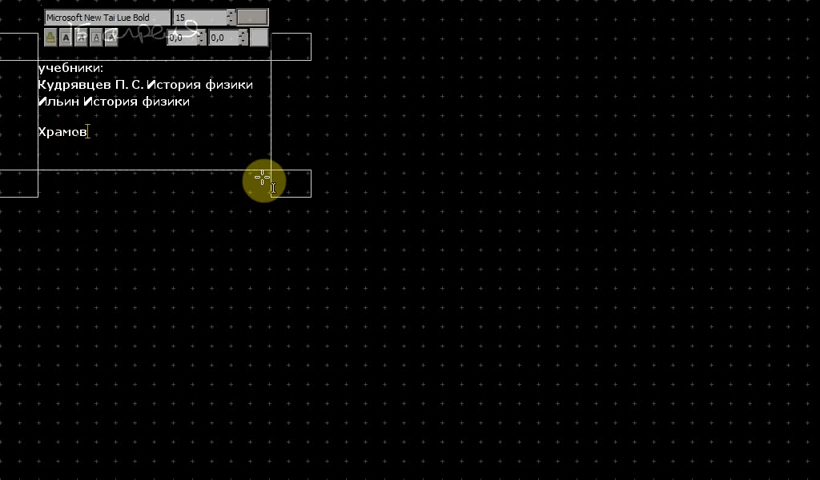 Microsoft New Tai Lue Bold 15
A A A A 0,0 0,0
учебники:
Кудрявцев П. С. История физики
Ильин История физики
Храмов